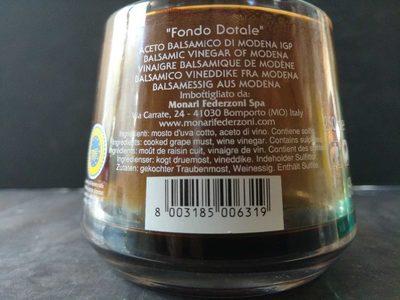 "Fondo Dotale"
ACETO BALSAMICO DI MODENA IGP
BALSAMIC VINEGAR OF MODENA
VINAIGRE BALSAMIQUE DE MODÈNE
BALSAMICO VINEDDIKE FRA MODENA
BALSAMESSIG AUS MODENA
Imbottigliato da:
Monari Federzoni Spa
Via Carrate, 24 - 41030 Bomporto (MO) Italy
www.monarifederzoni.com
Ingredienti: mosto d'uva cotto, aceto di vino. Contiene
Ingredients: cooked grape must, wine vinegar. Contains
Ingrédients: moût de raisin cuit, vinaigre de vin. Contient des
Ingredienser: kogt druemost, vineddike. Indeholder Sulfitter.
Zutaten: gekochter Traubenmost, Weinessig. Enthält Sulfite.
8 003185 006319